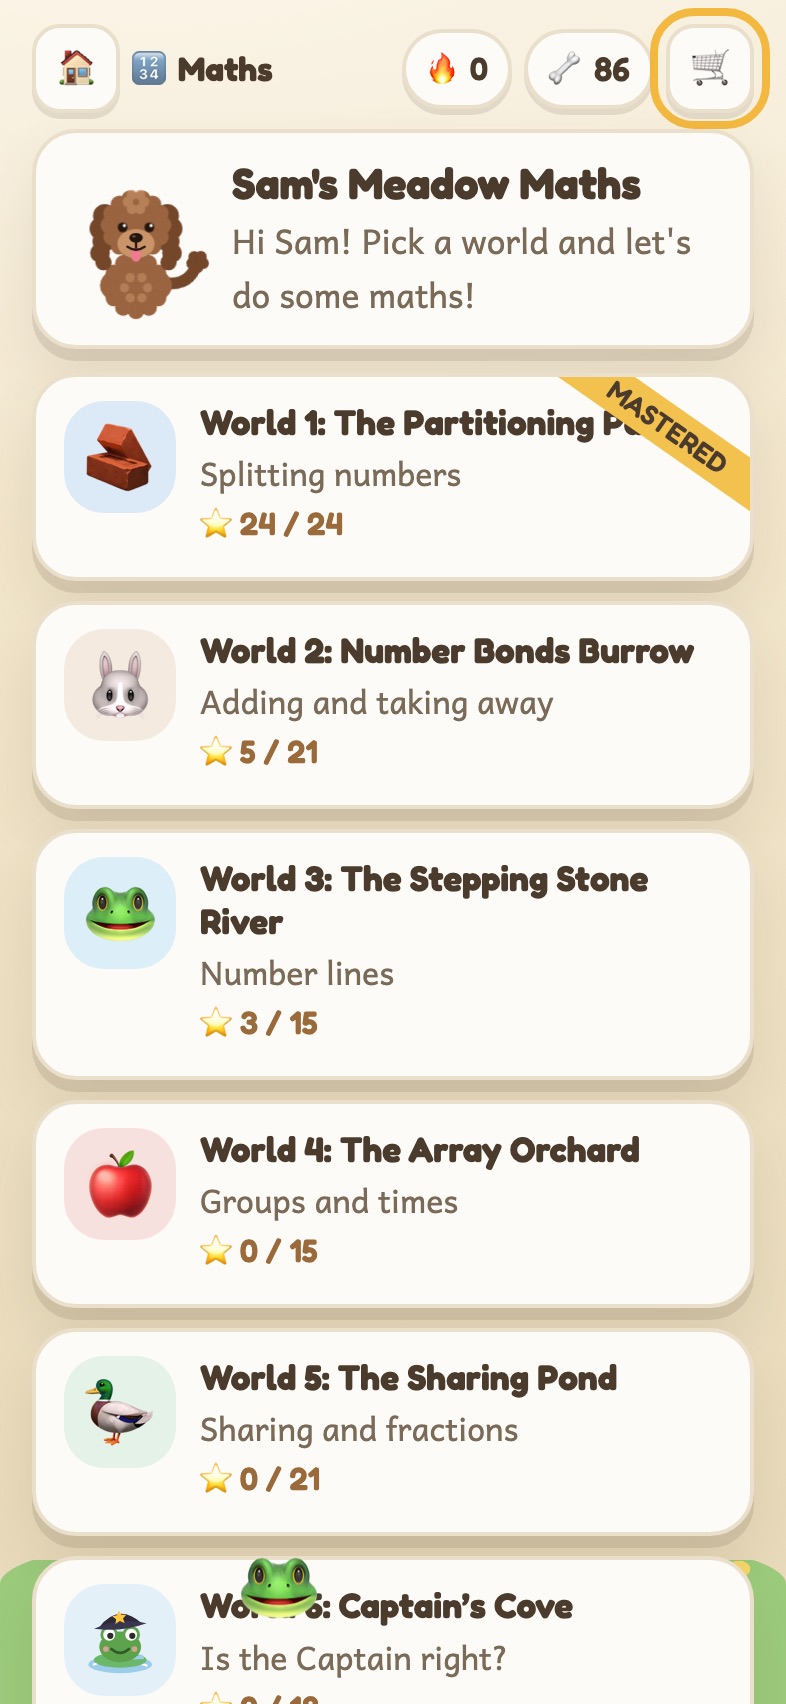 Maths
0
86
Sam's Meadow Maths
Hi Sam! Pick a world and let's
do some maths!
MASTERED
World 1: The Partitioning
Splitting numbers
24 / 24
World 2: Number Bonds Burrow
Adding and taking away
5 / 21
World 3: The Stepping Stone
River
Number lines
3 / 15
World 4: The Array Orchard
Groups and times
0 / 15
World 5: The Sharing Pond
Sharing and fractions
0 / 21
Captain’s Cove
Is the Captain right?